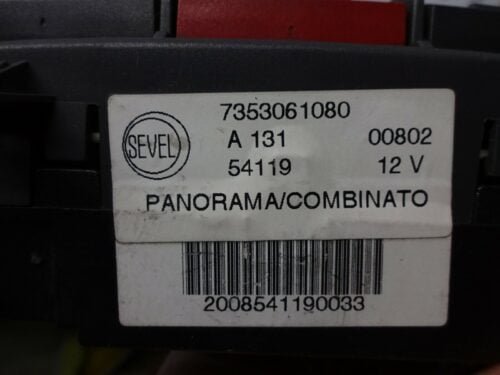 7353061080
SEVEL
A 131 00802
54119 12 V
PANORAMA/COMBINATO
2008541190033